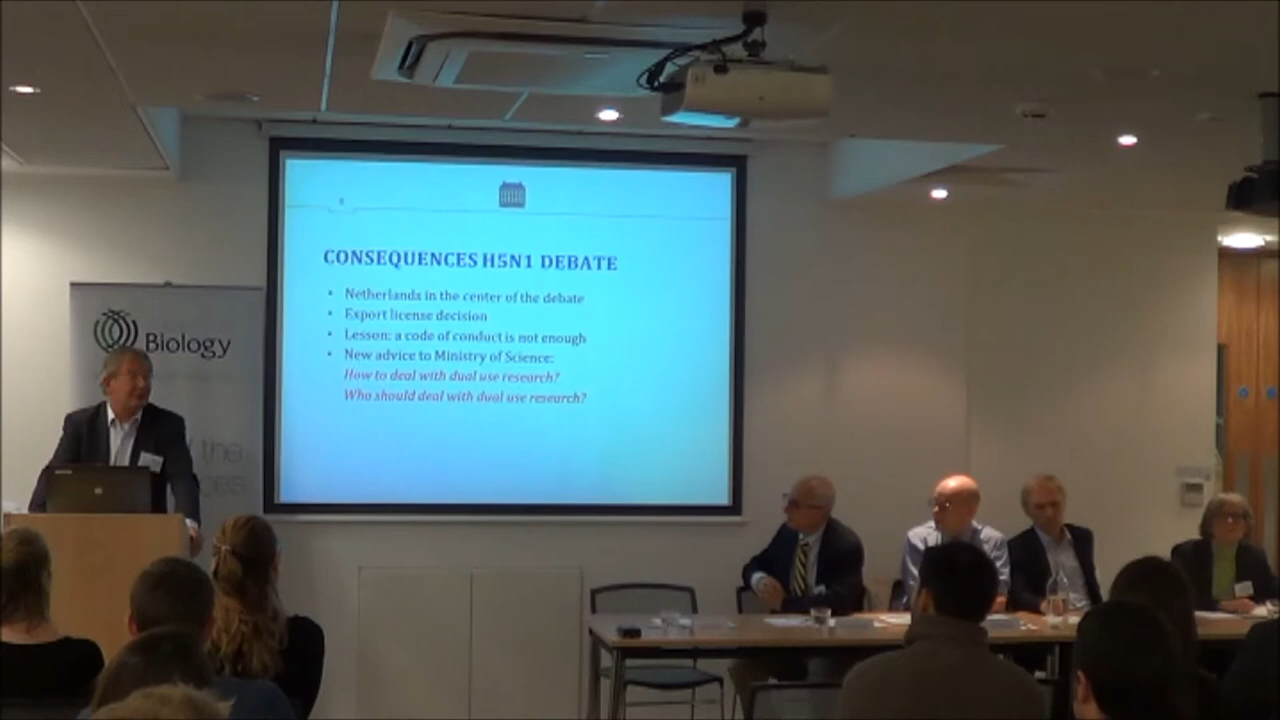 8
CONSEQUENCES H5N1 DEBATE
• Netherlands in the center of the debate
• Export license decision
• Lesson: a code of conduct is not enough
• New advice to Ministry of Science:
How to deal with dual use research?
Who should deal with dual use research?
Biology
the